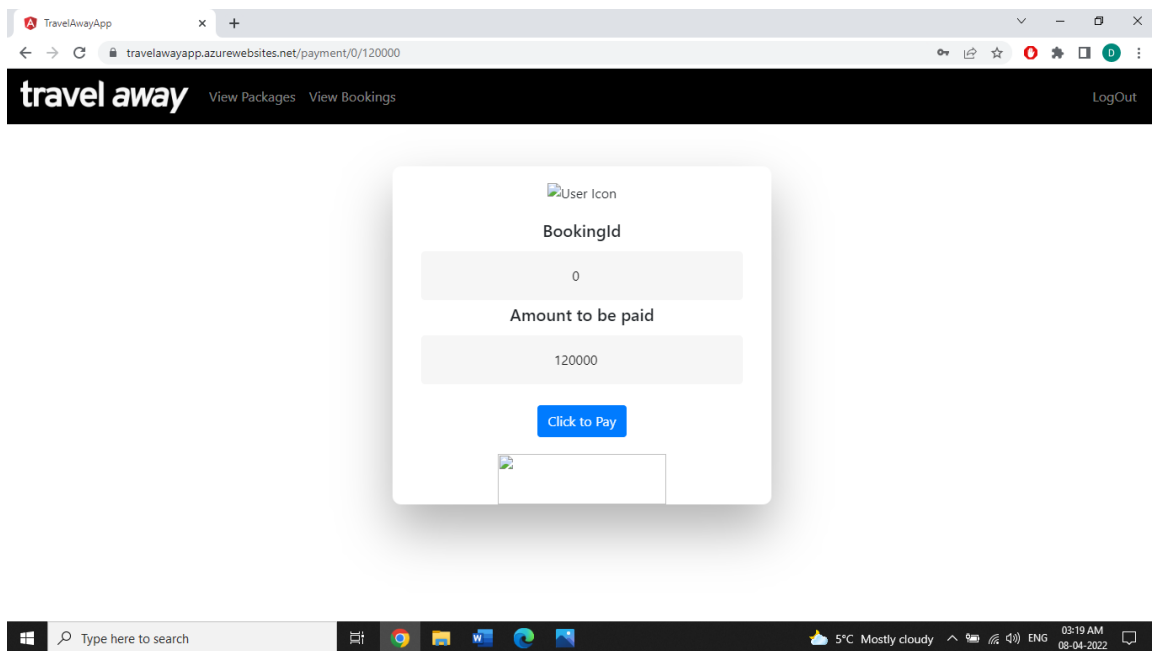 TravelAwayApp
travelawayapp.azurewebsites.net/payment/0/120000
D
travel away View Packages View Bookings LogOut
User Icon
BookingId
0
Amount to be paid
120000
Click to Pay
Type here to search
5°C Mostly cloudy ENG 03:19 AM
08-04-2022